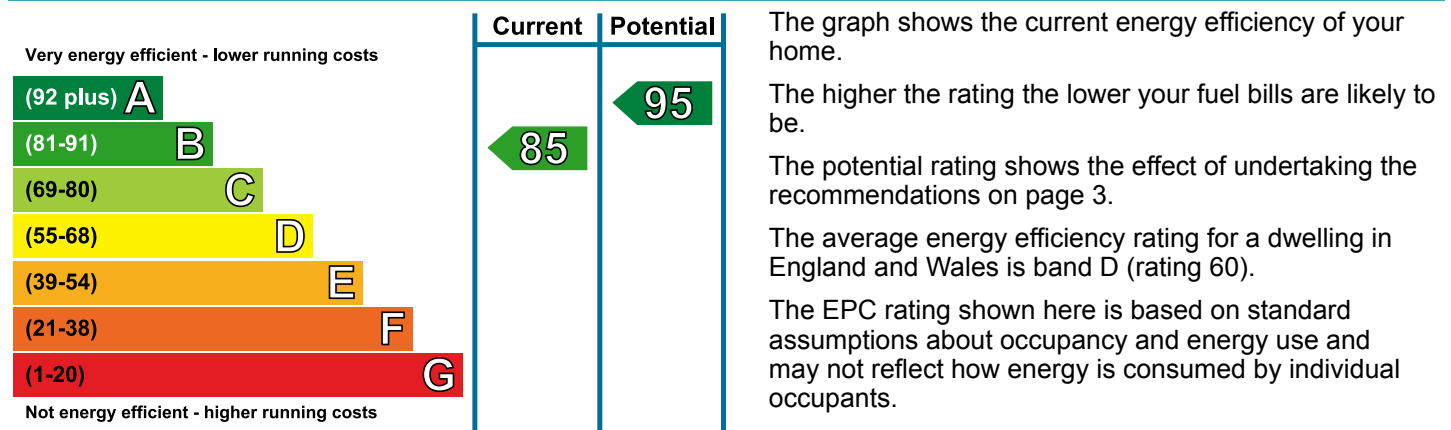 Current Potential
Very energy efficient - lower running costs
(92 plus) A
95
(81-91) B
85
(69-80) C
(55-68) D
(39-54) E
(21-38) F
(1-20) G
Not energy efficient - higher running costs
The graph shows the current energy efficiency of your
home.
The higher the rating the lower your fuel bills are likely to
be.
The potential rating shows the effect of undertaking the
recommendations on page 3.
The average energy efficiency rating for a dwelling in
England and Wales is band D (rating 60).
The EPC rating shown here is based on standard
assumptions about occupancy and energy use and
may not reflect how energy is consumed by individual
occupants.